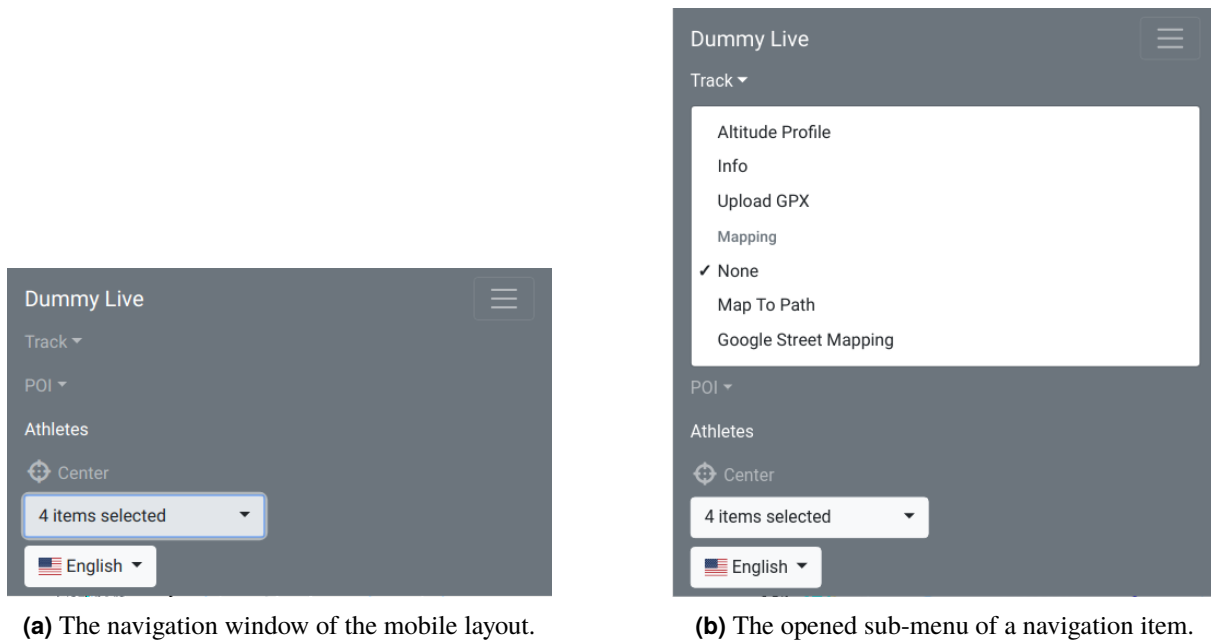 Dummy Live
Track
POI
Athletes
Center
4 items selected
English
(a) The navigation window of the mobile layout.
Dummy Live
Track
Altitude Profile
Info
Upload GPX
Mapping
✓ None
Map To Path
Google Street Mapping
POI
Athletes
Center
4 items selected
English
(b) The opened sub-menu of a navigation item.